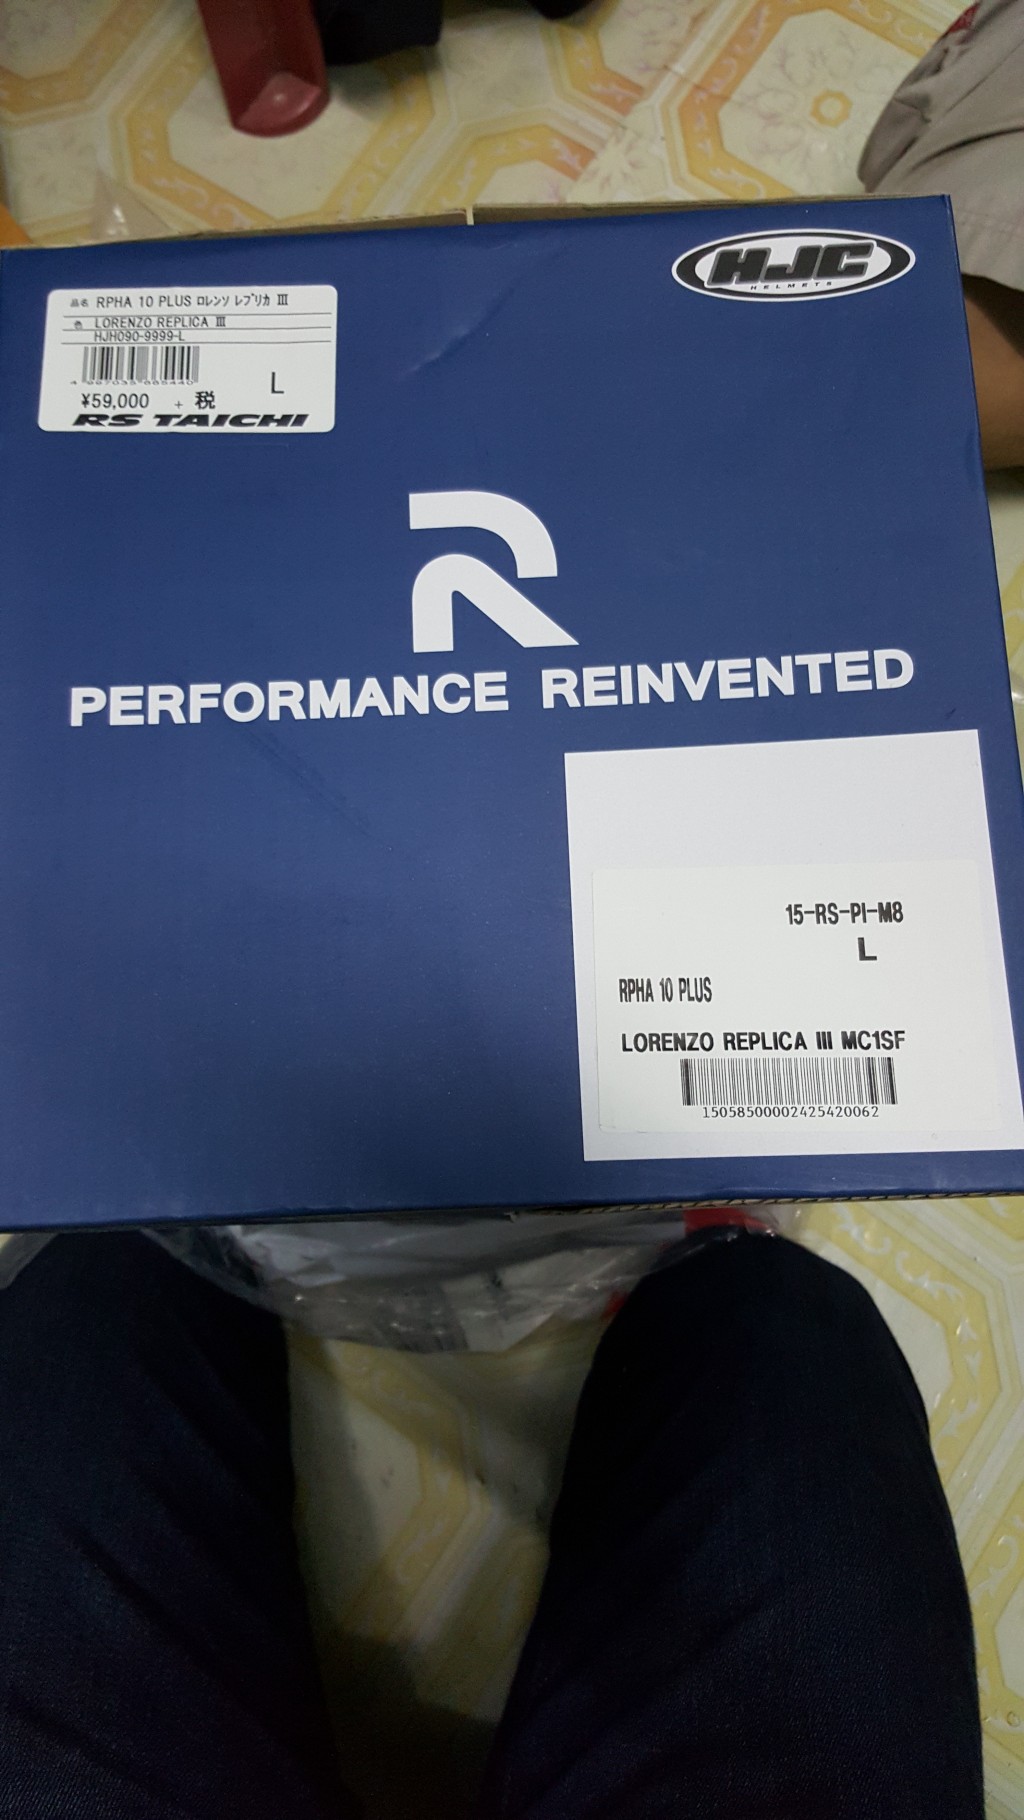 品名 RPHA 10 PLUS ロレンソ レプリカ III
色 LORENZO REPLICA III
HJH090-9999-L
L
¥59,000 + 税
RS TAICHI
HJC
HELMETS
PERFORMANCE REINVENTED
15-RS-PI-M8
L
RPHA 10 PLUS
LORENZO REPLICA III MC1SF
15058500002425420062